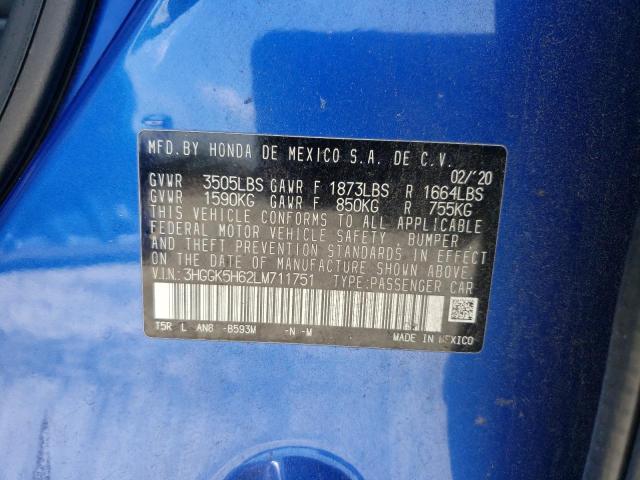 MFD. BY HONDA DE MEXICO S.A. DE C.V.
02/'20
GVWR 3505LBS GAWR F 1873LBS R 1664LBS
GVWR 1590KG GAWR F 850KG R 755KG
THIS VEHICLE CONFORMS TO ALL APPLICABLE
FEDERAL MOTOR VEHICLE SAFETY, BUMPER
AND THEFT PREVENTION STANDARDS IN EFFECT
ON THE DATE OF MANUFACTURE SHOWN ABOVE.
V.I.N.: 3HGGK5H62LM711751 TYPE:PASSENGER CAR
T5R L AN8 -B593M -N -M
MADE IN MEXICO